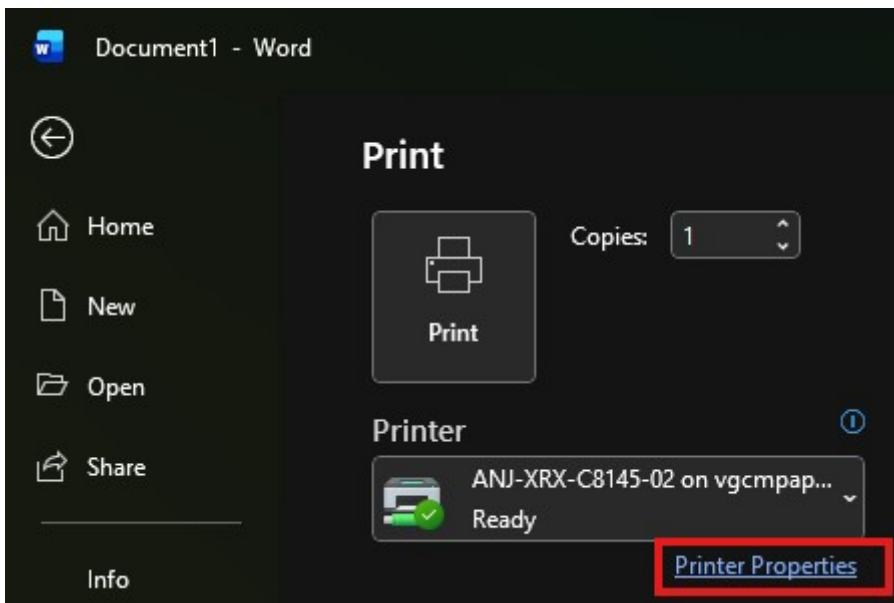 Document1 - Word
Print
Home
Copies: 1
New
Print
Open
Printer
Share
ANJ-XRX-C8145-02 on vgcmpap...
Ready
Printer Properties
Info